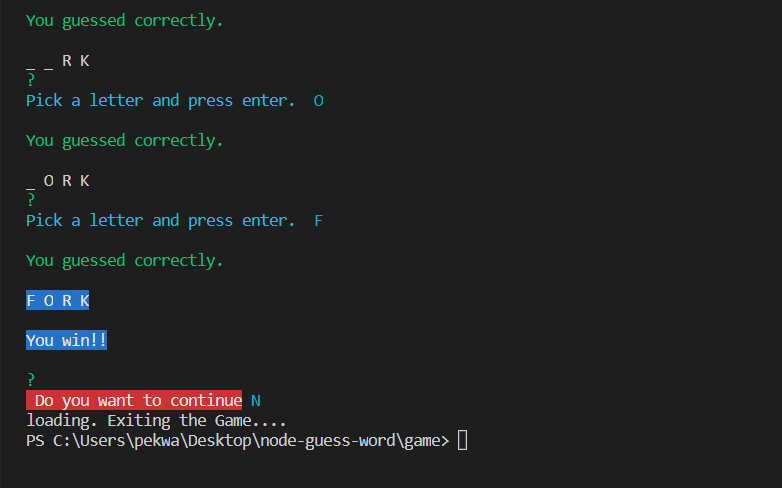 You guessed correctly.
_ _ R K
?
Pick a letter and press enter.  O
You guessed correctly.
_ O R K
?
Pick a letter and press enter.  F
You guessed correctly.
F O R K
You win!!
?
Do you want to continue N
loading. Exiting the Game....
PS C:\Users\pekwa\Desktop\node-guess-word\game>